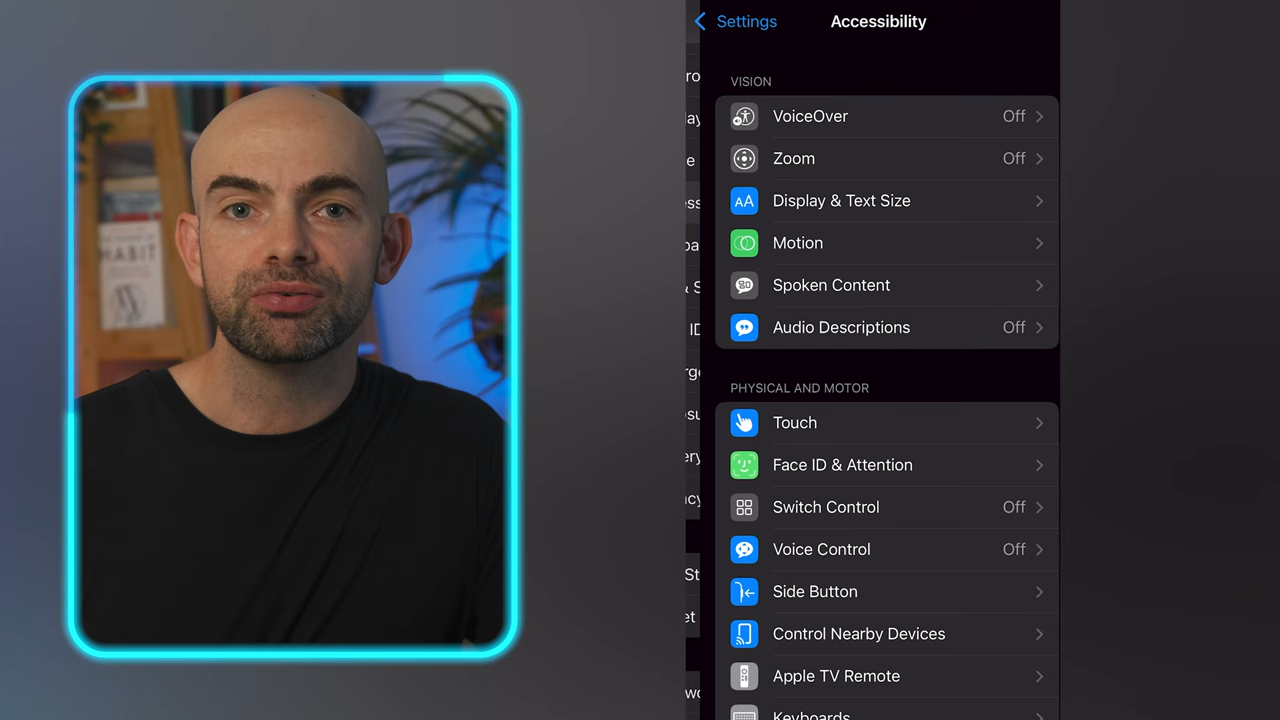 HABIT
Settings
Accessibility
VISION
VoiceOver Off
Zoom Off
AA Display & Text Size
Motion
Spoken Content
Audio Descriptions Off
PHYSICAL AND MOTOR
Touch
Face ID & Attention
Switch Control Off
Voice Control Off
Side Button
Control Nearby Devices
Apple TV Remote
Keyboards